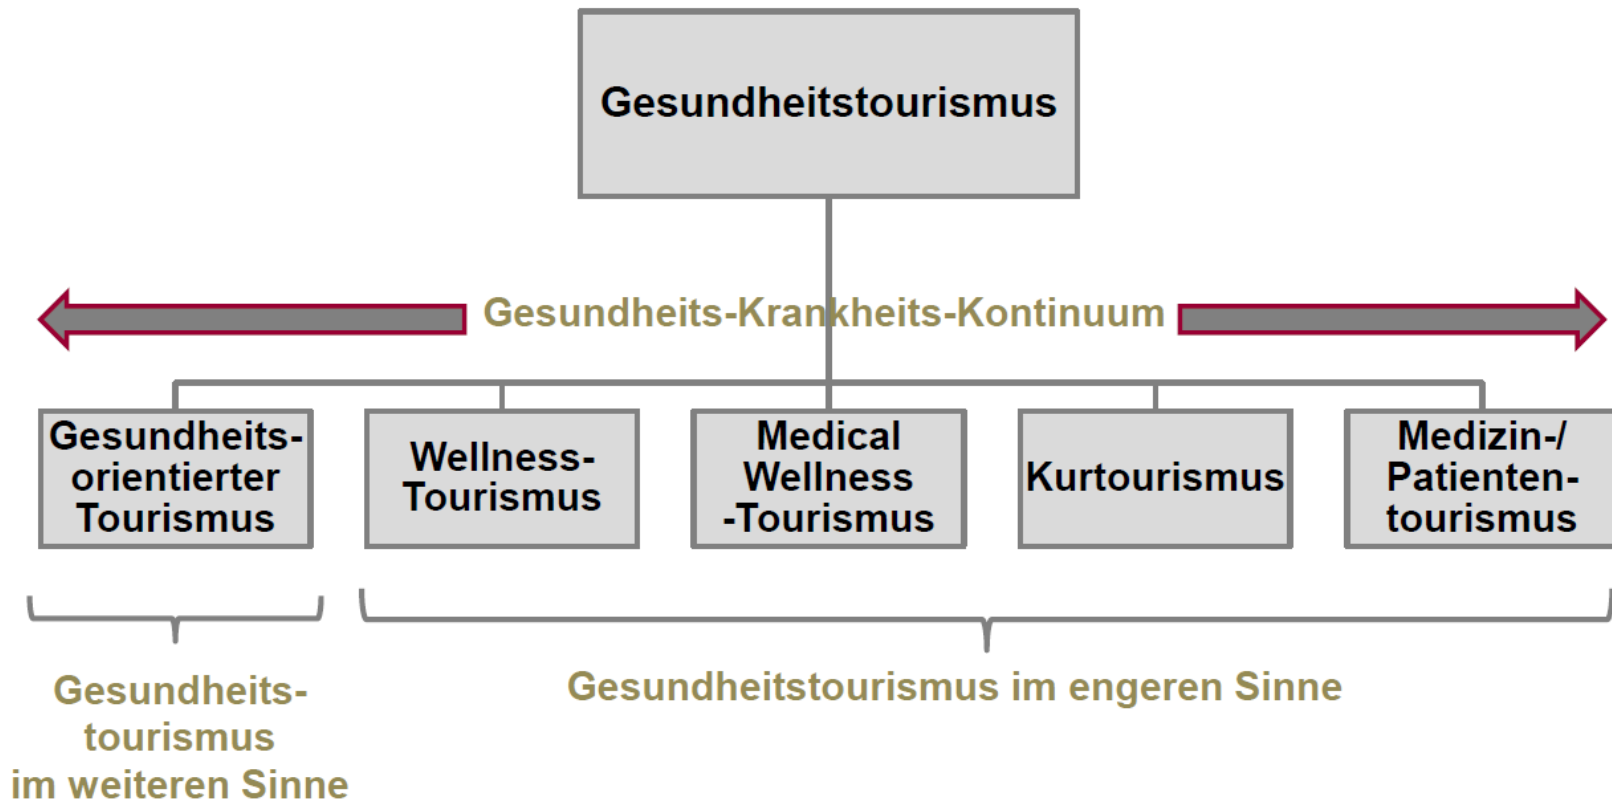 Gesundheitstourismus
Gesundheits-Krankheits-Kontinuum
Gesundheits-
orientierter
Tourismus
Wellness-
Tourismus
Medical
Wellness
-Tourismus
Kurtourismus
Medizin-/
Patienten-
tourismus
Gesundheits-
tourismus
im weiteren Sinne
Gesundheitstourismus im engeren Sinne